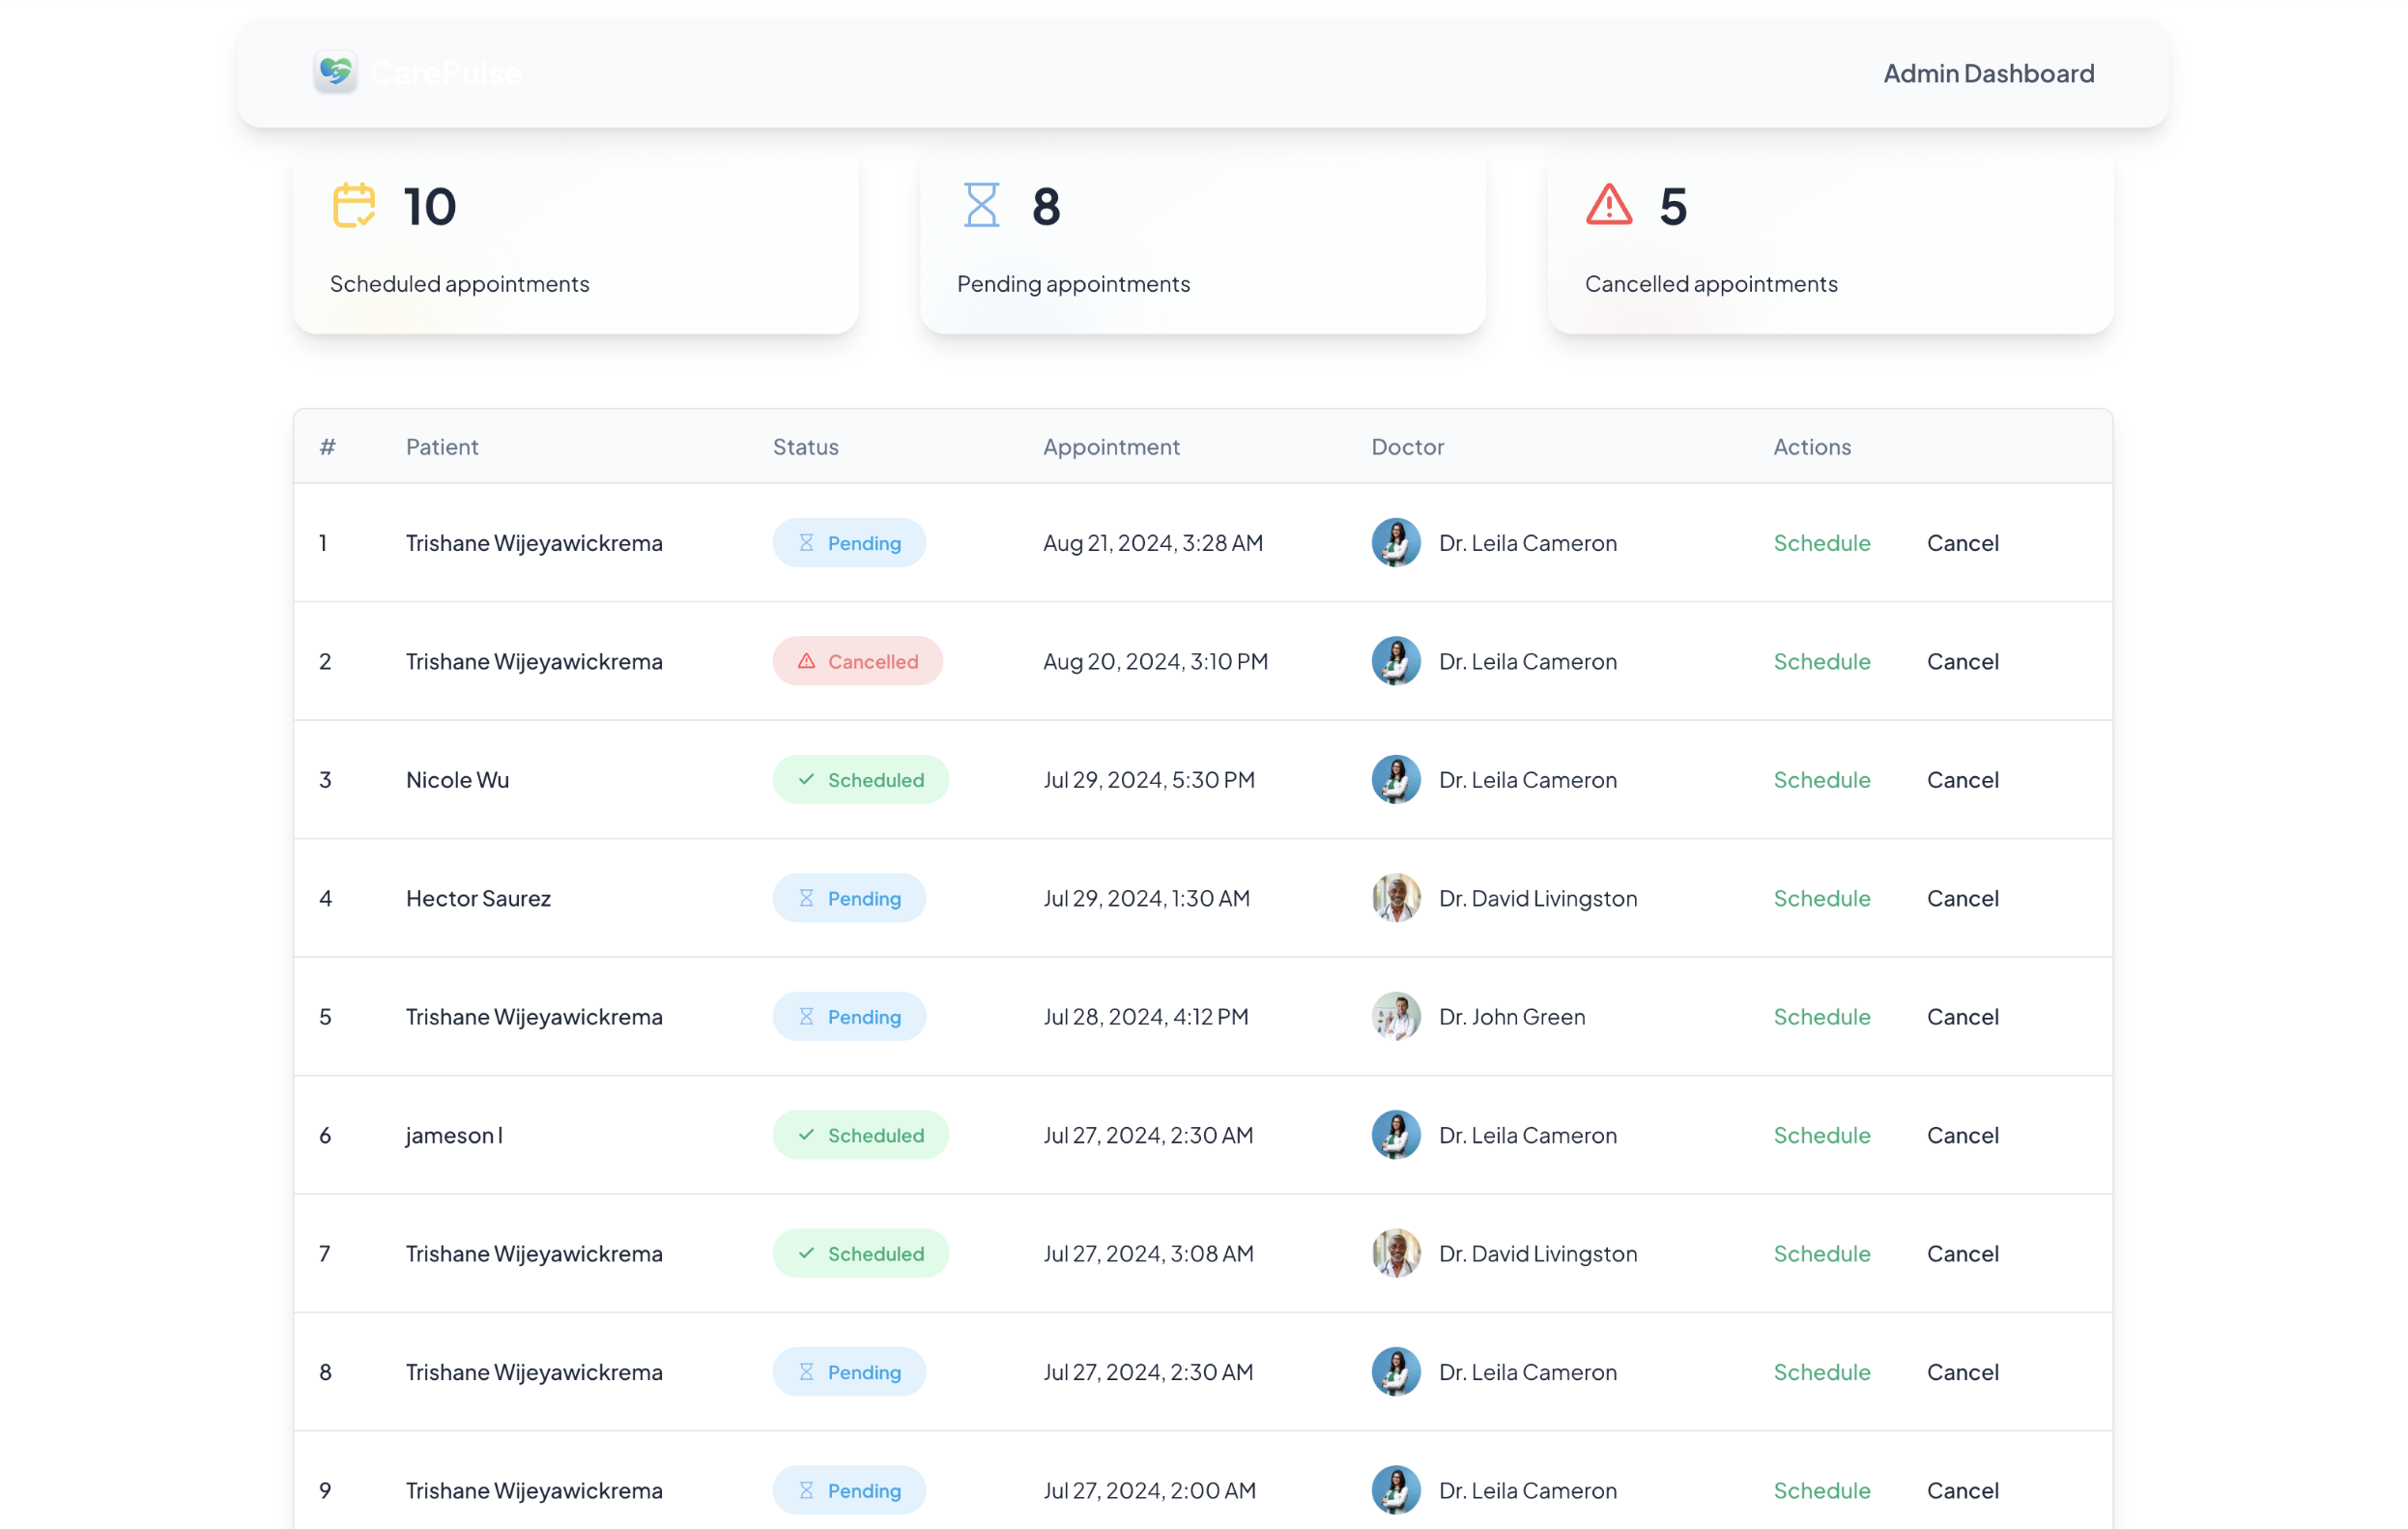 CarePulse
Admin Dashboard
10
Scheduled appointments
8
Pending appointments
5
Cancelled appointments
# Patient Status Appointment Doctor Actions
1 Trishane Wijeyawickrema Pending Aug 21, 2024, 3:28 AM Dr. Leila Cameron Schedule Cancel
2 Trishane Wijeyawickrema Cancelled Aug 20, 2024, 3:10 PM Dr. Leila Cameron Schedule Cancel
3 Nicole Wu Scheduled Jul 29, 2024, 5:30 PM Dr. Leila Cameron Schedule Cancel
4 Hector Saurez Pending Jul 29, 2024, 1:30 AM Dr. David Livingston Schedule Cancel
5 Trishane Wijeyawickrema Pending Jul 28, 2024, 4:12 PM Dr. John Green Schedule Cancel
6 jameson l Scheduled Jul 27, 2024, 2:30 AM Dr. Leila Cameron Schedule Cancel
7 Trishane Wijeyawickrema Scheduled Jul 27, 2024, 3:08 AM Dr. David Livingston Schedule Cancel
8 Trishane Wijeyawickrema Pending Jul 27, 2024, 2:30 AM Dr. Leila Cameron Schedule Cancel
9 Trishane Wijeyawickrema Pending Jul 27, 2024, 2:00 AM Dr. Leila Cameron Schedule Cancel